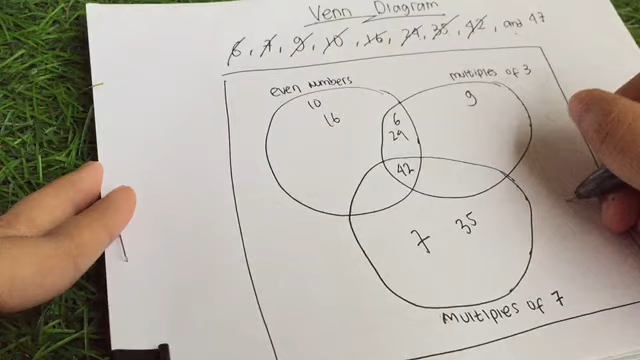 Venn Diagram
6, 7, 9, 10, 16, 24, 35, 42, and 47
even numbers
multiples of 3
10
16
6
24
9
42
7
35
Multiples of 7